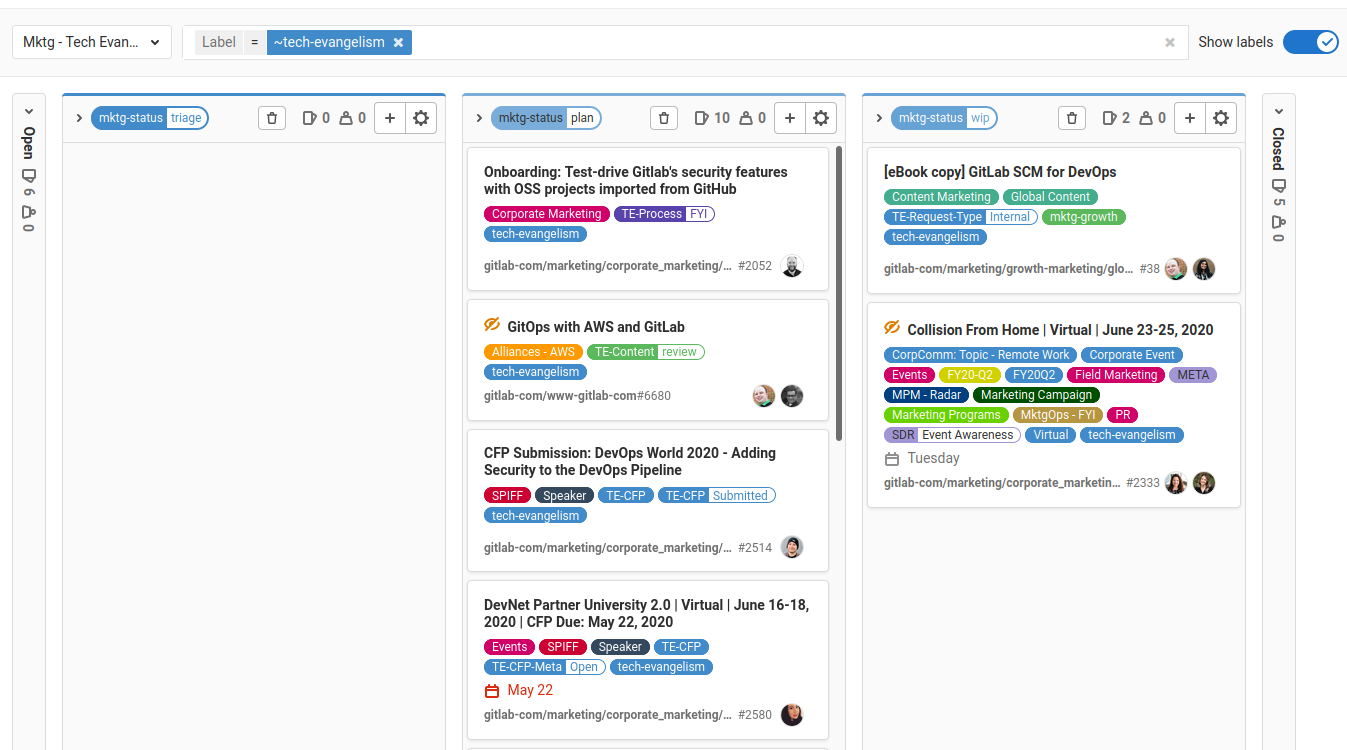 Mktg - Tech Evan...
Label = ~tech-evangelism
Show labels
Open 6 0
mktg-status triage 0 0
mktg-status plan 10 0
Onboarding: Test-drive Gitlab's security features
with OSS projects imported from GitHub
Corporate Marketing TE-Process FYI
tech-evangelism
gitlab-com/marketing/corporate_marketing/... #2052
GitOps with AWS and GitLab
Alliances - AWS TE-Content review
tech-evangelism
gitlab-com/www-gitlab-com#6680
CFP Submission: DevOps World 2020 - Adding
Security to the DevOps Pipeline
SPIFF Speaker TE-CFP TE-CFP Submitted
tech-evangelism
gitlab-com/marketing/corporate_marketing/... #2514
DevNet Partner University 2.0 | Virtual | June 16-18,
2020 | CFP Due: May 22, 2020
Events SPIFF Speaker TE-CFP
TE-CFP-Meta Open tech-evangelism
May 22
gitlab-com/marketing/corporate_marketing/... #2580
mktg-status wip 2 0
[eBook copy] GitLab SCM for DevOps
Content Marketing Global Content
TE-Request-Type Internal mktg-growth
tech-evangelism
gitlab-com/marketing/growth-marketing/glo... #38
Collision From Home | Virtual | June 23-25, 2020
CorpComm: Topic - Remote Work Corporate Event
Events FY20-Q2 FY20Q2 Field Marketing META
MPM - Radar Marketing Campaign
Marketing Programs MktgOps - FYI PR
SDR Event Awareness Virtual tech-evangelism
Tuesday
gitlab-com/marketing/corporate_marketin... #2333
Closed 5 0